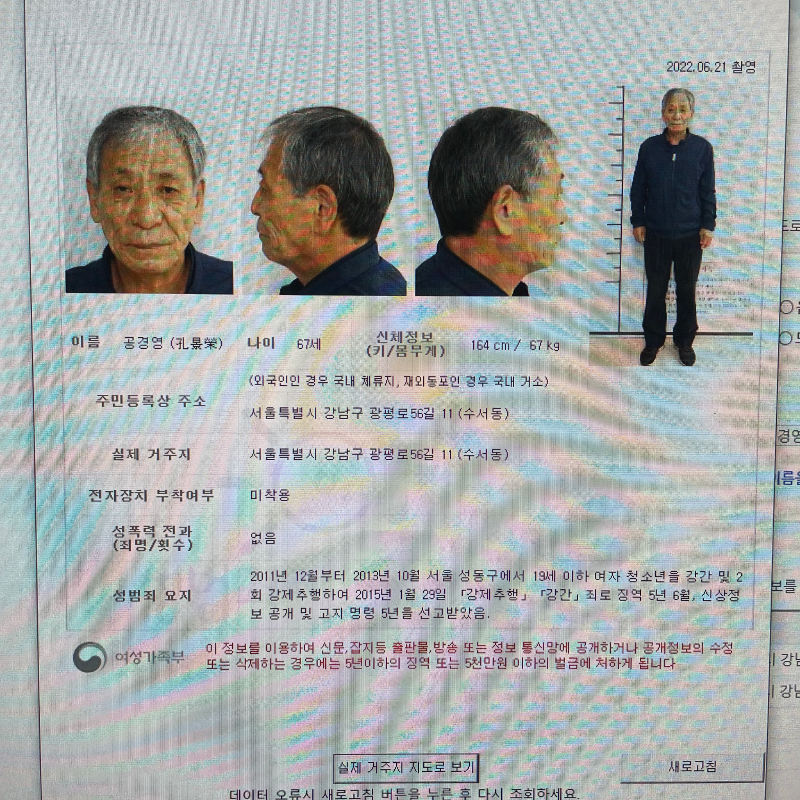 2022.06.21 촬영
이름 공경영 (孔景榮) 나이 67세 신체정보 (키/몸무게) 164 cm / 67 kg
(외국인인 경우 국내 체류지, 재외동포인 경우 국내 거소)
주민등록상 주소 서울특별시 강남구 광평로56길 11 (수서동)
실제 거주지 서울특별시 강남구 광평로56길 11 (수서동)
전자장치 부착여부 미착용
성폭력 전과
(죄명/횟수) 없음
성범죄 요지
2011년 12월부터 2013년 10월 서울 성동구에서 19세 이하 여자 청소년을 강간 및 2
회 강제추행하여 2015년 1월 29일 「강제추행」 「강간」 죄로 징역 5년 6월, 신상정
보 공개 및 고지 명령 5년을 선고받았음.
여성가족부
이 정보를 이용하여 신문,잡지등 출판물,방송 또는 정보 통신망에 공개하거나 공개정보의 수정
또는 삭제하는 경우에는 5년이하의 징역 또는 5천만원 이하의 벌금에 처하게 됩니다
실제 거주지 지도로 보기
새로고침
데이터 오류시 새로고침 버튼을 누른 후 다시 조회하세요.